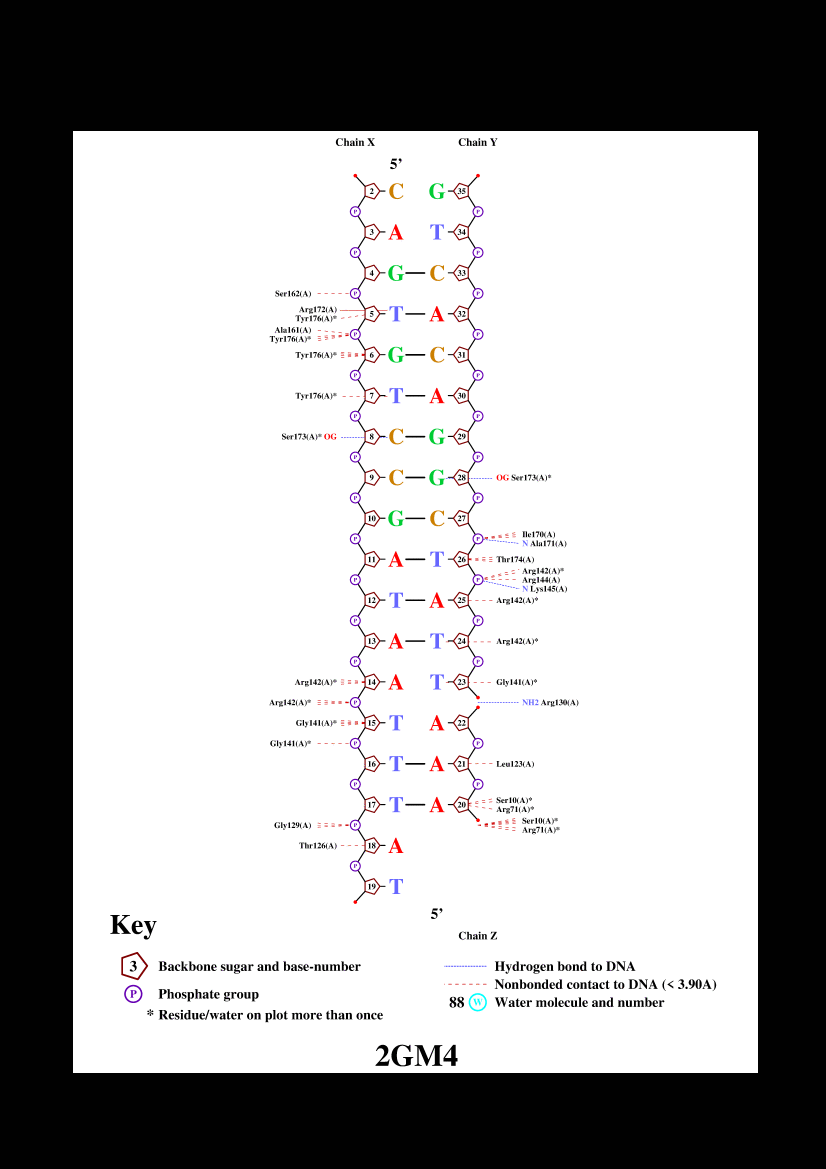 Chain X Chain Y
5’
2 C G 35
P P
3 A T 34
P P
4 G C 33
Ser162(A) P P
Arg172(A)
5 T A 32
Tyr176(A)*
Ala161(A)
P P
Tyr176(A)*
Tyr176(A)* 6 G C 31
P P
Tyr176(A)* 7 T A 30
P P
Ser173(A)* OG 8 C G 29
P P
9 C G 28 OG Ser173(A)*
P P
10 G C 27
Ile170(A)
P P
N Ala171(A)
11 A T 26 Thr174(A)
Arg142(A)*
P P Arg144(A)
N Lys145(A)
12 T A 25 Arg142(A)*
P P
13 A T 24 Arg142(A)*
P P
Arg142(A)* 14 A T 23 Gly141(A)*
Arg142(A)* P NH2 Arg130(A)
Gly141(A)* 15 T A 22
Gly141(A)* P P
16 T A 21 Leu123(A)
P P
Ser10(A)*
17 T A 20
Arg71(A)*
Ser10(A)*
Gly129(A) P
Arg71(A)*
Thr126(A) 18 A
P
19 T
5’
Key
Chain Z
3 Backbone sugar and base-number
P Phosphate group
* Residue/water on plot more than once
Hydrogen bond to DNA
Nonbonded contact to DNA (< 3.90A)
88 W Water molecule and number
2GM4